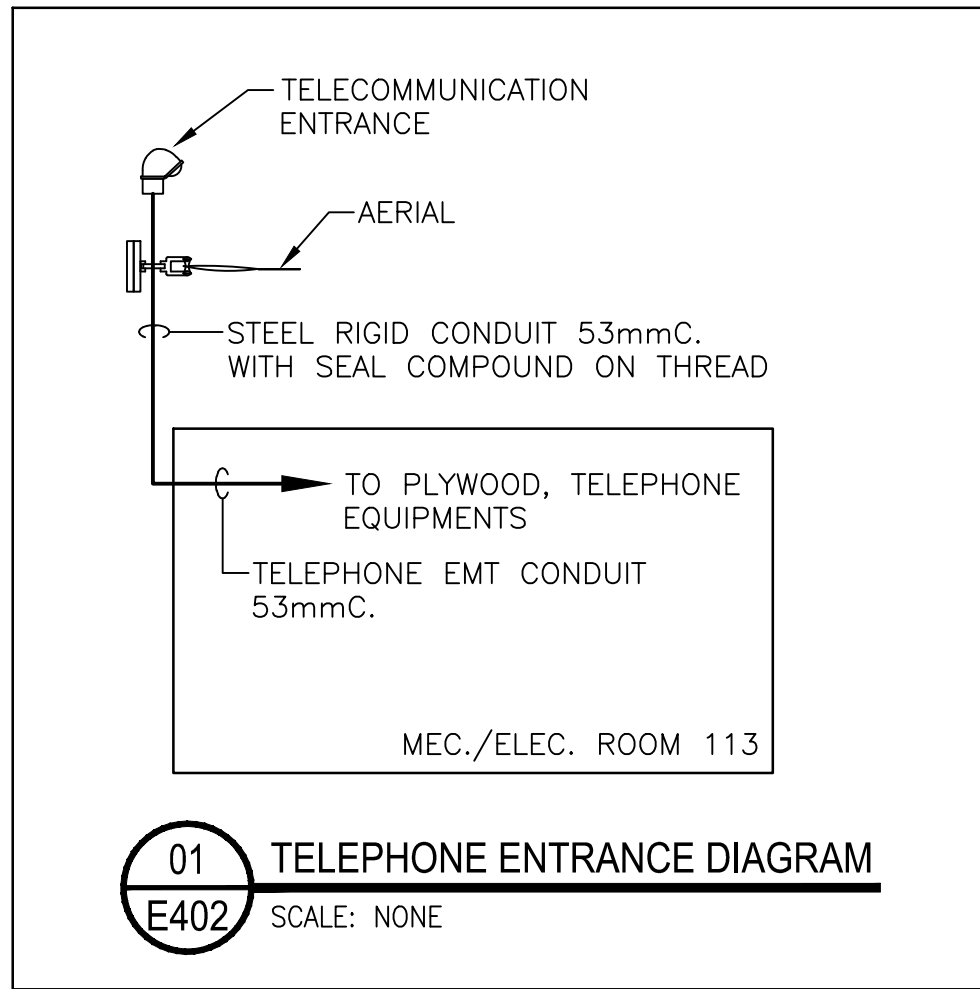 TELECOMMUNICATION
ENTRANCE
AERIAL
STEEL RIGID CONDUIT 53mmC.
WITH SEAL COMPOUND ON THREAD
TO PLYWOOD, TELEPHONE
EQUIPMENTS
TELEPHONE EMT CONDUIT
53mmC.
MEC./ELEC. ROOM 113
01
E402
TELEPHONE ENTRANCE DIAGRAM
SCALE: NONE